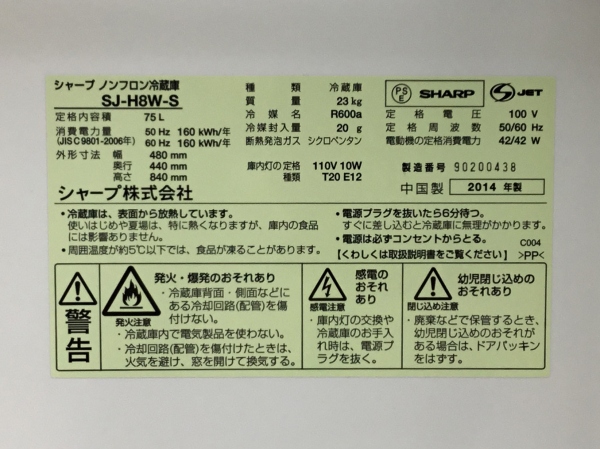 シャープ ノンフロン冷蔵庫
SJ-H8W-S
定格内容積 75 L
消費電力量 50 Hz 160 kWh/年
(JIS C 9801-2006年) 60 Hz 160 kWh/年
外形寸法 幅 480 mm
奥行 440 mm
高さ 840 mm
シャープ株式会社
種類 冷蔵庫
質量 23 kg
冷媒名 R600a
冷媒封入量 20 g
断熱発泡ガス シクロペンタン
庫内灯の定格 110V 10W
種類 T20 E12
PS
E
SHARP
JET
定格電圧 100 V
定格周波数 50/60 Hz
電動機の定格消費電力 42/42 W
製造番号 90200438
中国製 2014 年製
・冷蔵庫は、表面から放熱しています。
使いはじめや夏場は、特に熱くなりますが、庫内の食品
には影響ありません。
・周囲温度が約5℃以下では、食品が凍ることがあります。
・電源プラグを抜いたら6分待つ。
すぐに差し込むと冷蔵庫に無理がかかります。
・電源は必ずコンセントからとる。
【くわしくは取扱説明書をご覧ください】
C004
>PP<
警告
発火・爆発のおそれあり
発火注意
・冷蔵庫背面・側面などに
ある冷却回路(配管)を傷
付けない。
・冷蔵庫内で電気製品を使わない。
・冷却回路(配管)を傷付けたときは、
火気を避け、窓を開けて換気する。
感電の
おそれ
あり
感電注意
・庫内灯の交換や
冷蔵庫のお手入
れ時は、電源プ
ラグを抜く。
幼児閉じ込めの
おそれあり
閉じ込め注意
・廃棄などで保管するとき、
幼児閉じ込めのおそれが
ある場合は、ドアパッキン
をはずす。